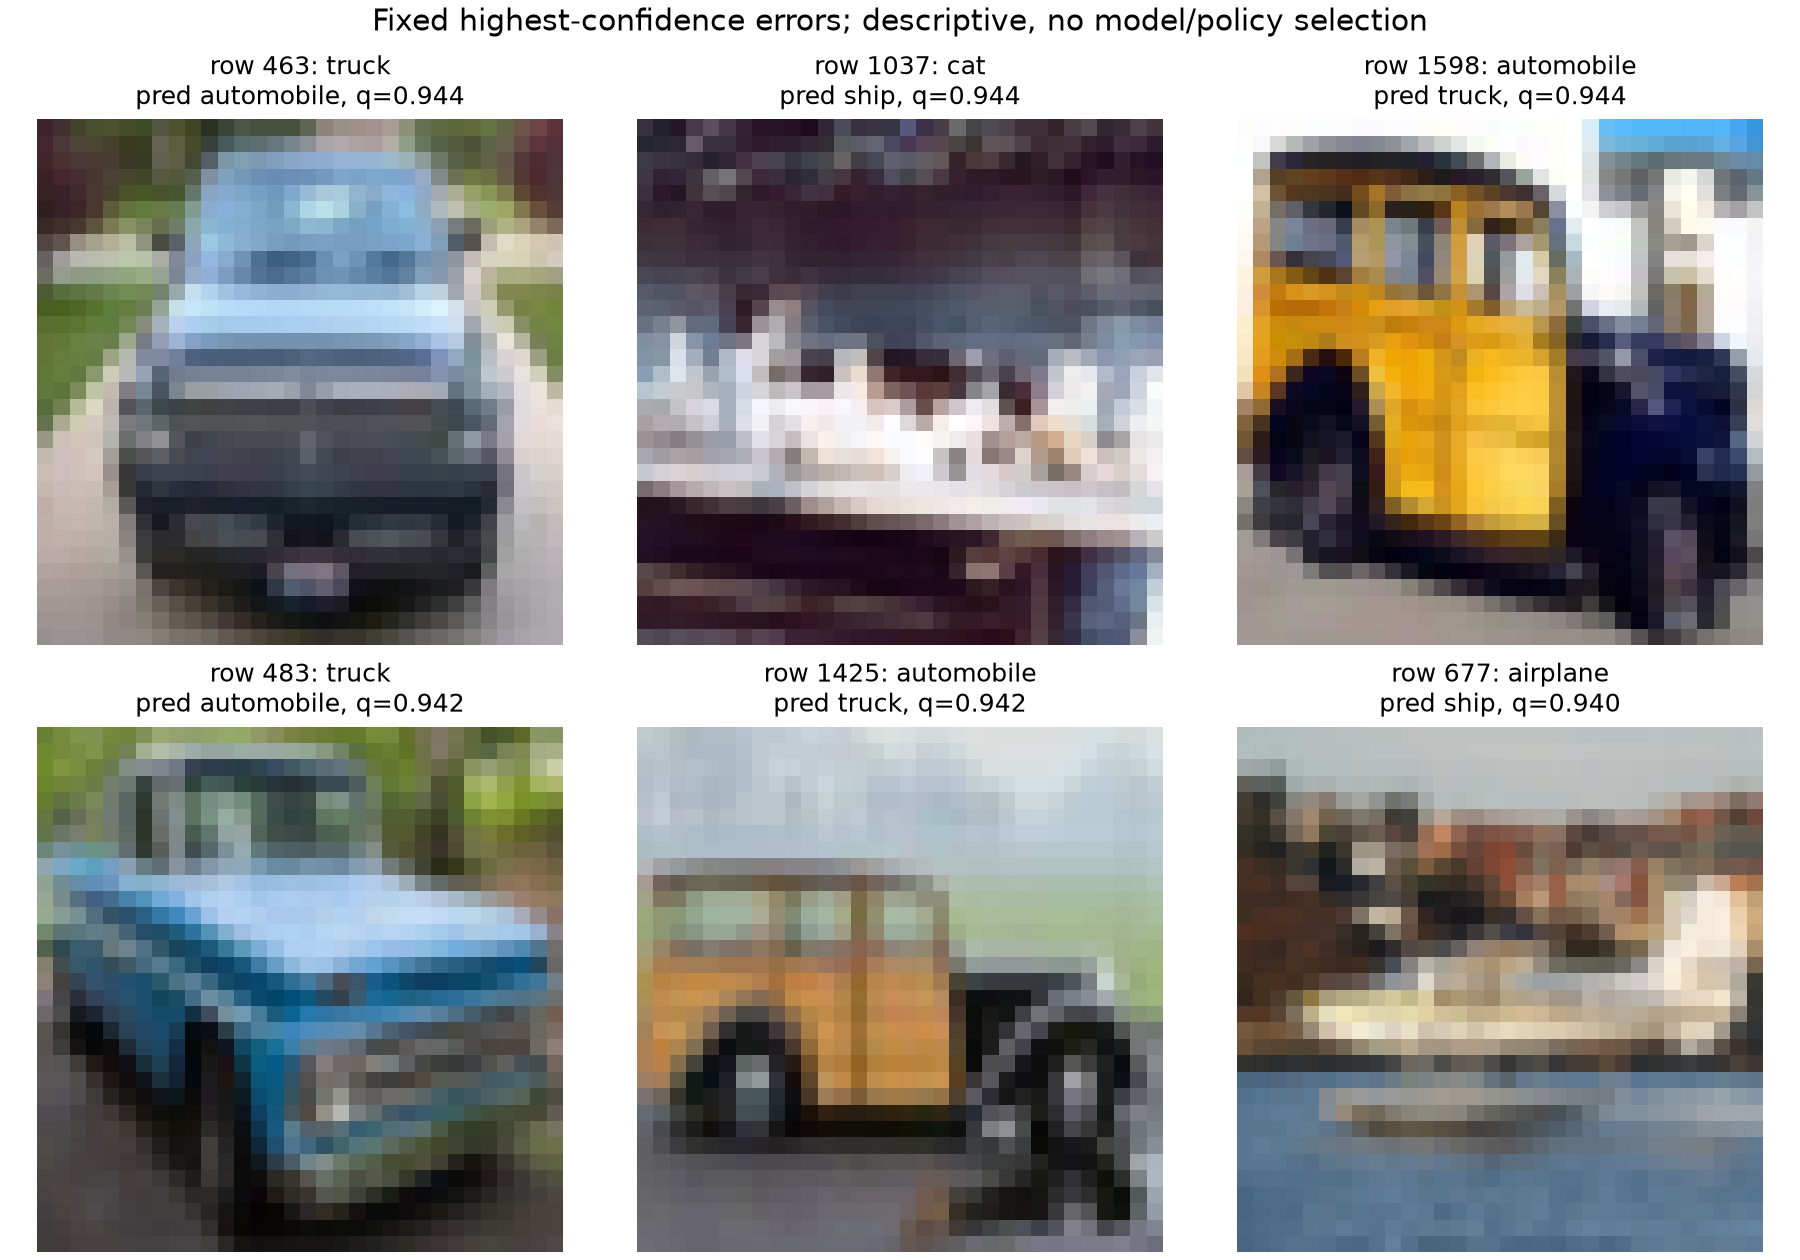 Fixed highest-confidence errors; descriptive, no model/policy selection
row 463: truck
pred automobile, q=0.944
row 1037: cat
pred ship, q=0.944
row 1598: automobile
pred truck, q=0.944
row 483: truck
pred automobile, q=0.942
row 1425: automobile
pred truck, q=0.942
row 677: airplane
pred ship, q=0.940